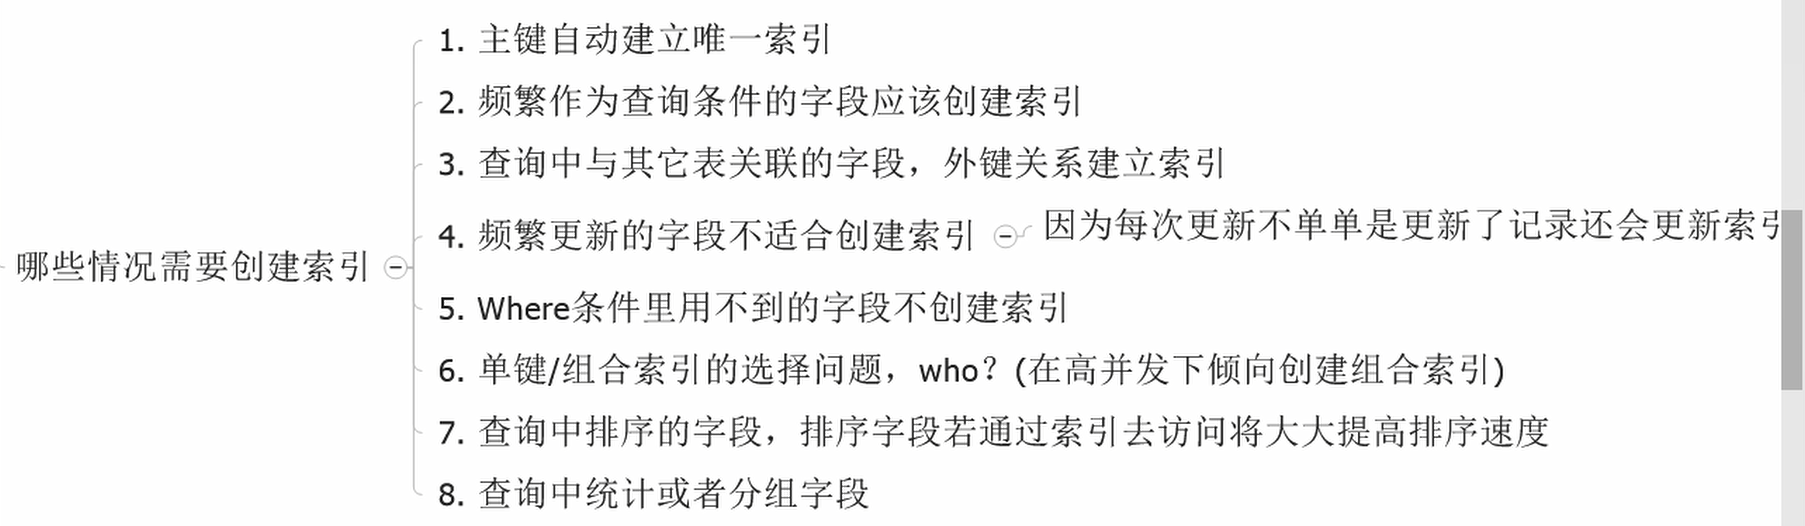 哪些情况需要创建索引
1. 主键自动建立唯一索引
2. 频繁作为查询条件的字段应该创建索引
3. 查询中与其它表关联的字段，外键关系建立索引
4. 频繁更新的字段不适合创建索引
因为每次更新不单单是更新了记录还会更新索引
5. Where条件里用不到的字段不创建索引
6. 单键/组合索引的选择问题，who？(在高并发下倾向创建组合索引)
7. 查询中排序的字段，排序字段若通过索引去访问将大大提高排序速度
8. 查询中统计或者分组字段